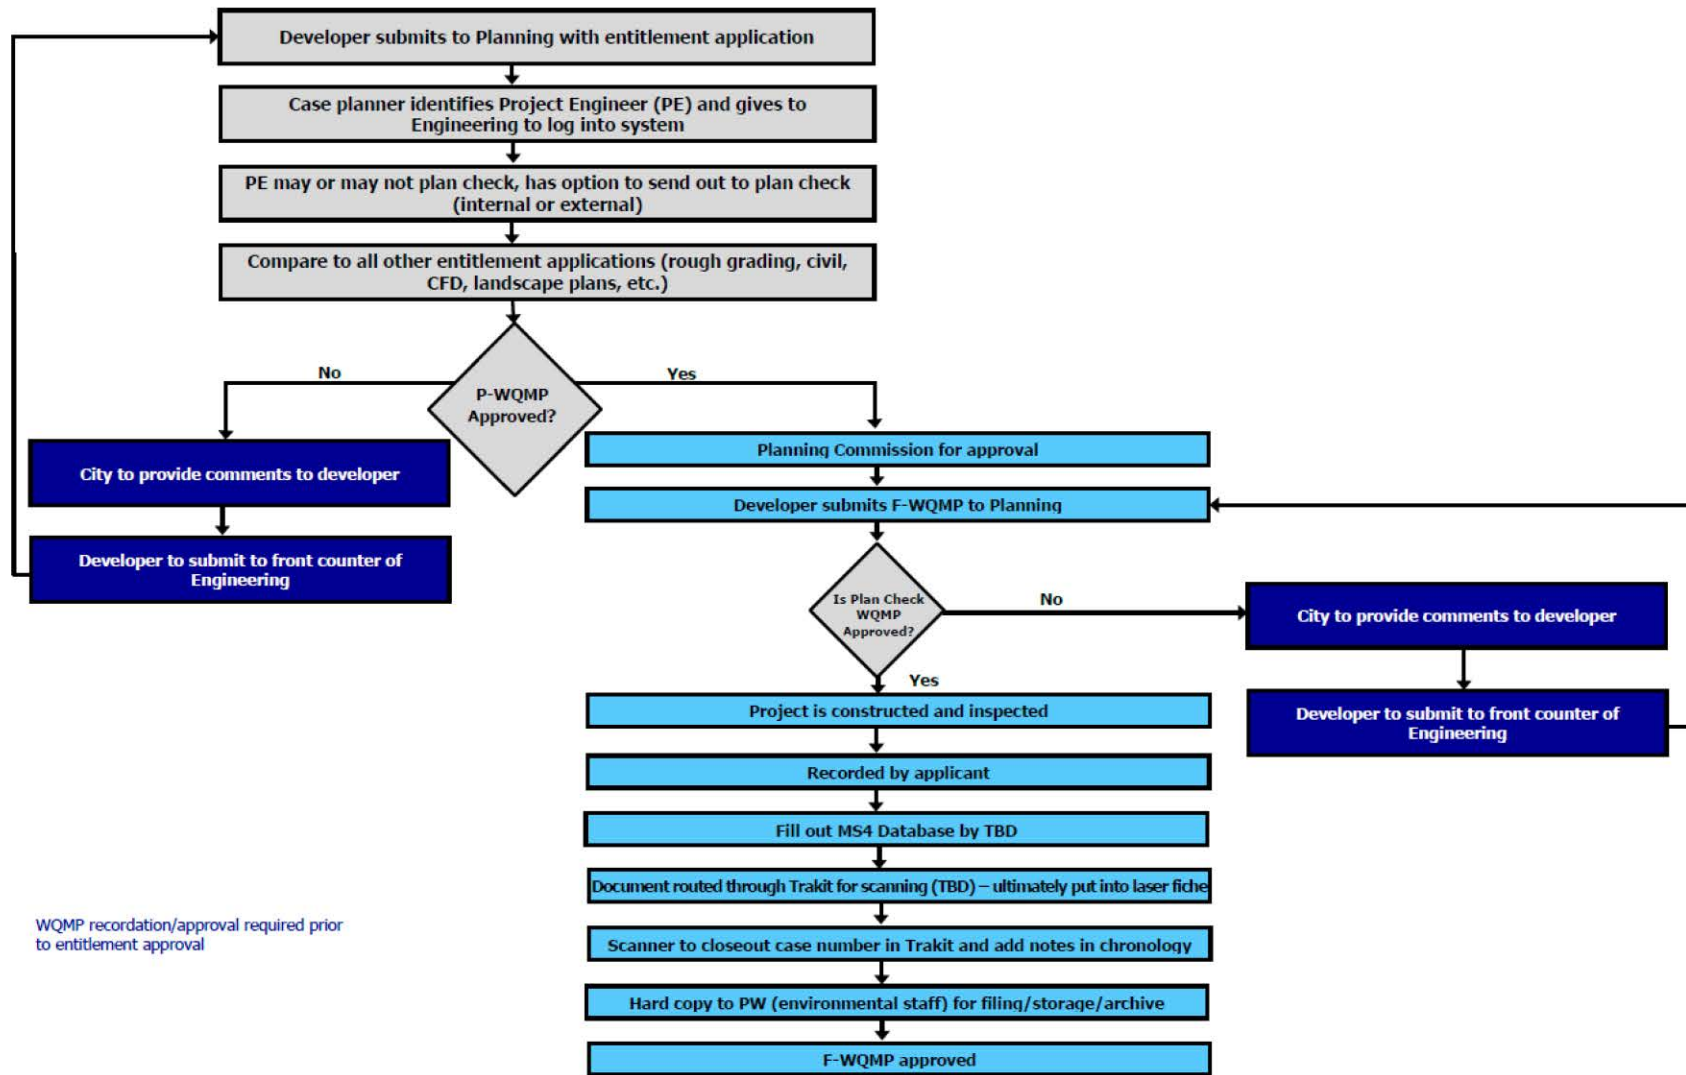 Developer submits to Planning with entitlement application
Case planner identifies Project Engineer (PE) and gives to
Engineering to log into system
PE may or may not plan check, has option to send out to plan check
(internal or external)
Compare to all other entitlement applications (rough grading, civil,
CFD, landscape plans, etc.)
No
Yes
P-WQMP
Approved?
City to provide comments to developer
Developer to submit to front counter of
Engineering
Planning Commission for approval
Developer submits F-WQMP to Planning
Is Plan Check
WQMP
Approved?
No
City to provide comments to developer
Developer to submit to front counter of
Engineering
Yes
Project is constructed and inspected
Recorded by applicant
Fill out MS4 Database by TBD
Document routed through Trakit for scanning (TBD) – ultimately put into laser fiche
Scanner to closeout case number in Trakit and add notes in chronology
Hard copy to PW (environmental staff) for filing/storage/archive
F-WQMP approved
WQMP recordation/approval required prior
to entitlement approval